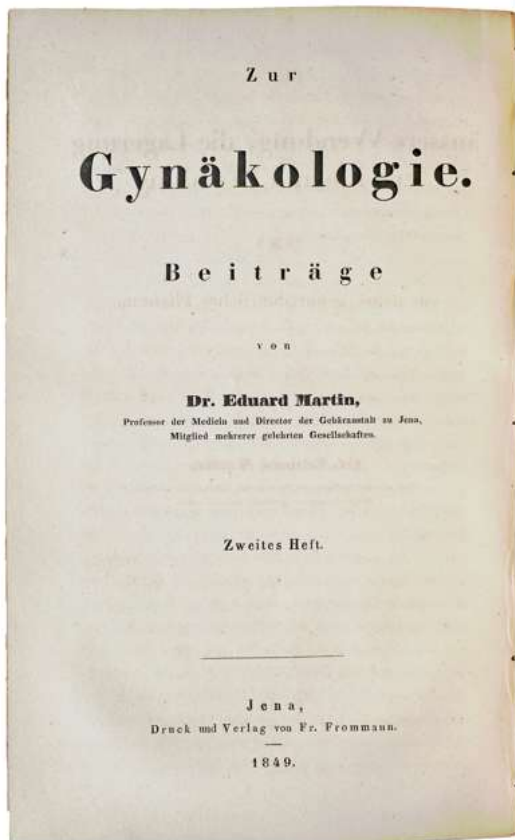 Zur
Gynäkologie.
Beiträge
von
Dr. Eduard Martin,
Professor der Medicin und Director der Gebäranstalt zu Jena,
Mitglied mehrerer gelehrten Gesellschaften.
Zweites Heft.
Jena,
Druck und Verlag von Fr. Frommann.
1849.